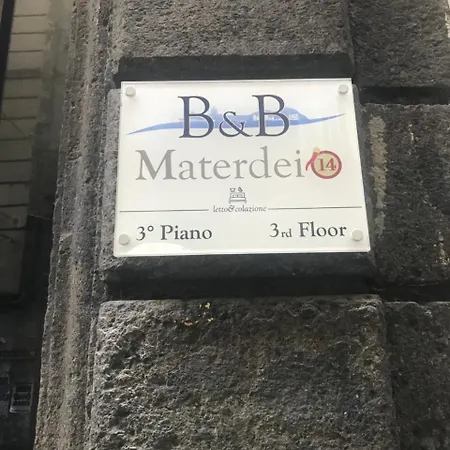 B&B
Materdei 14
letto&colazione
3° Piano 3rd Floor